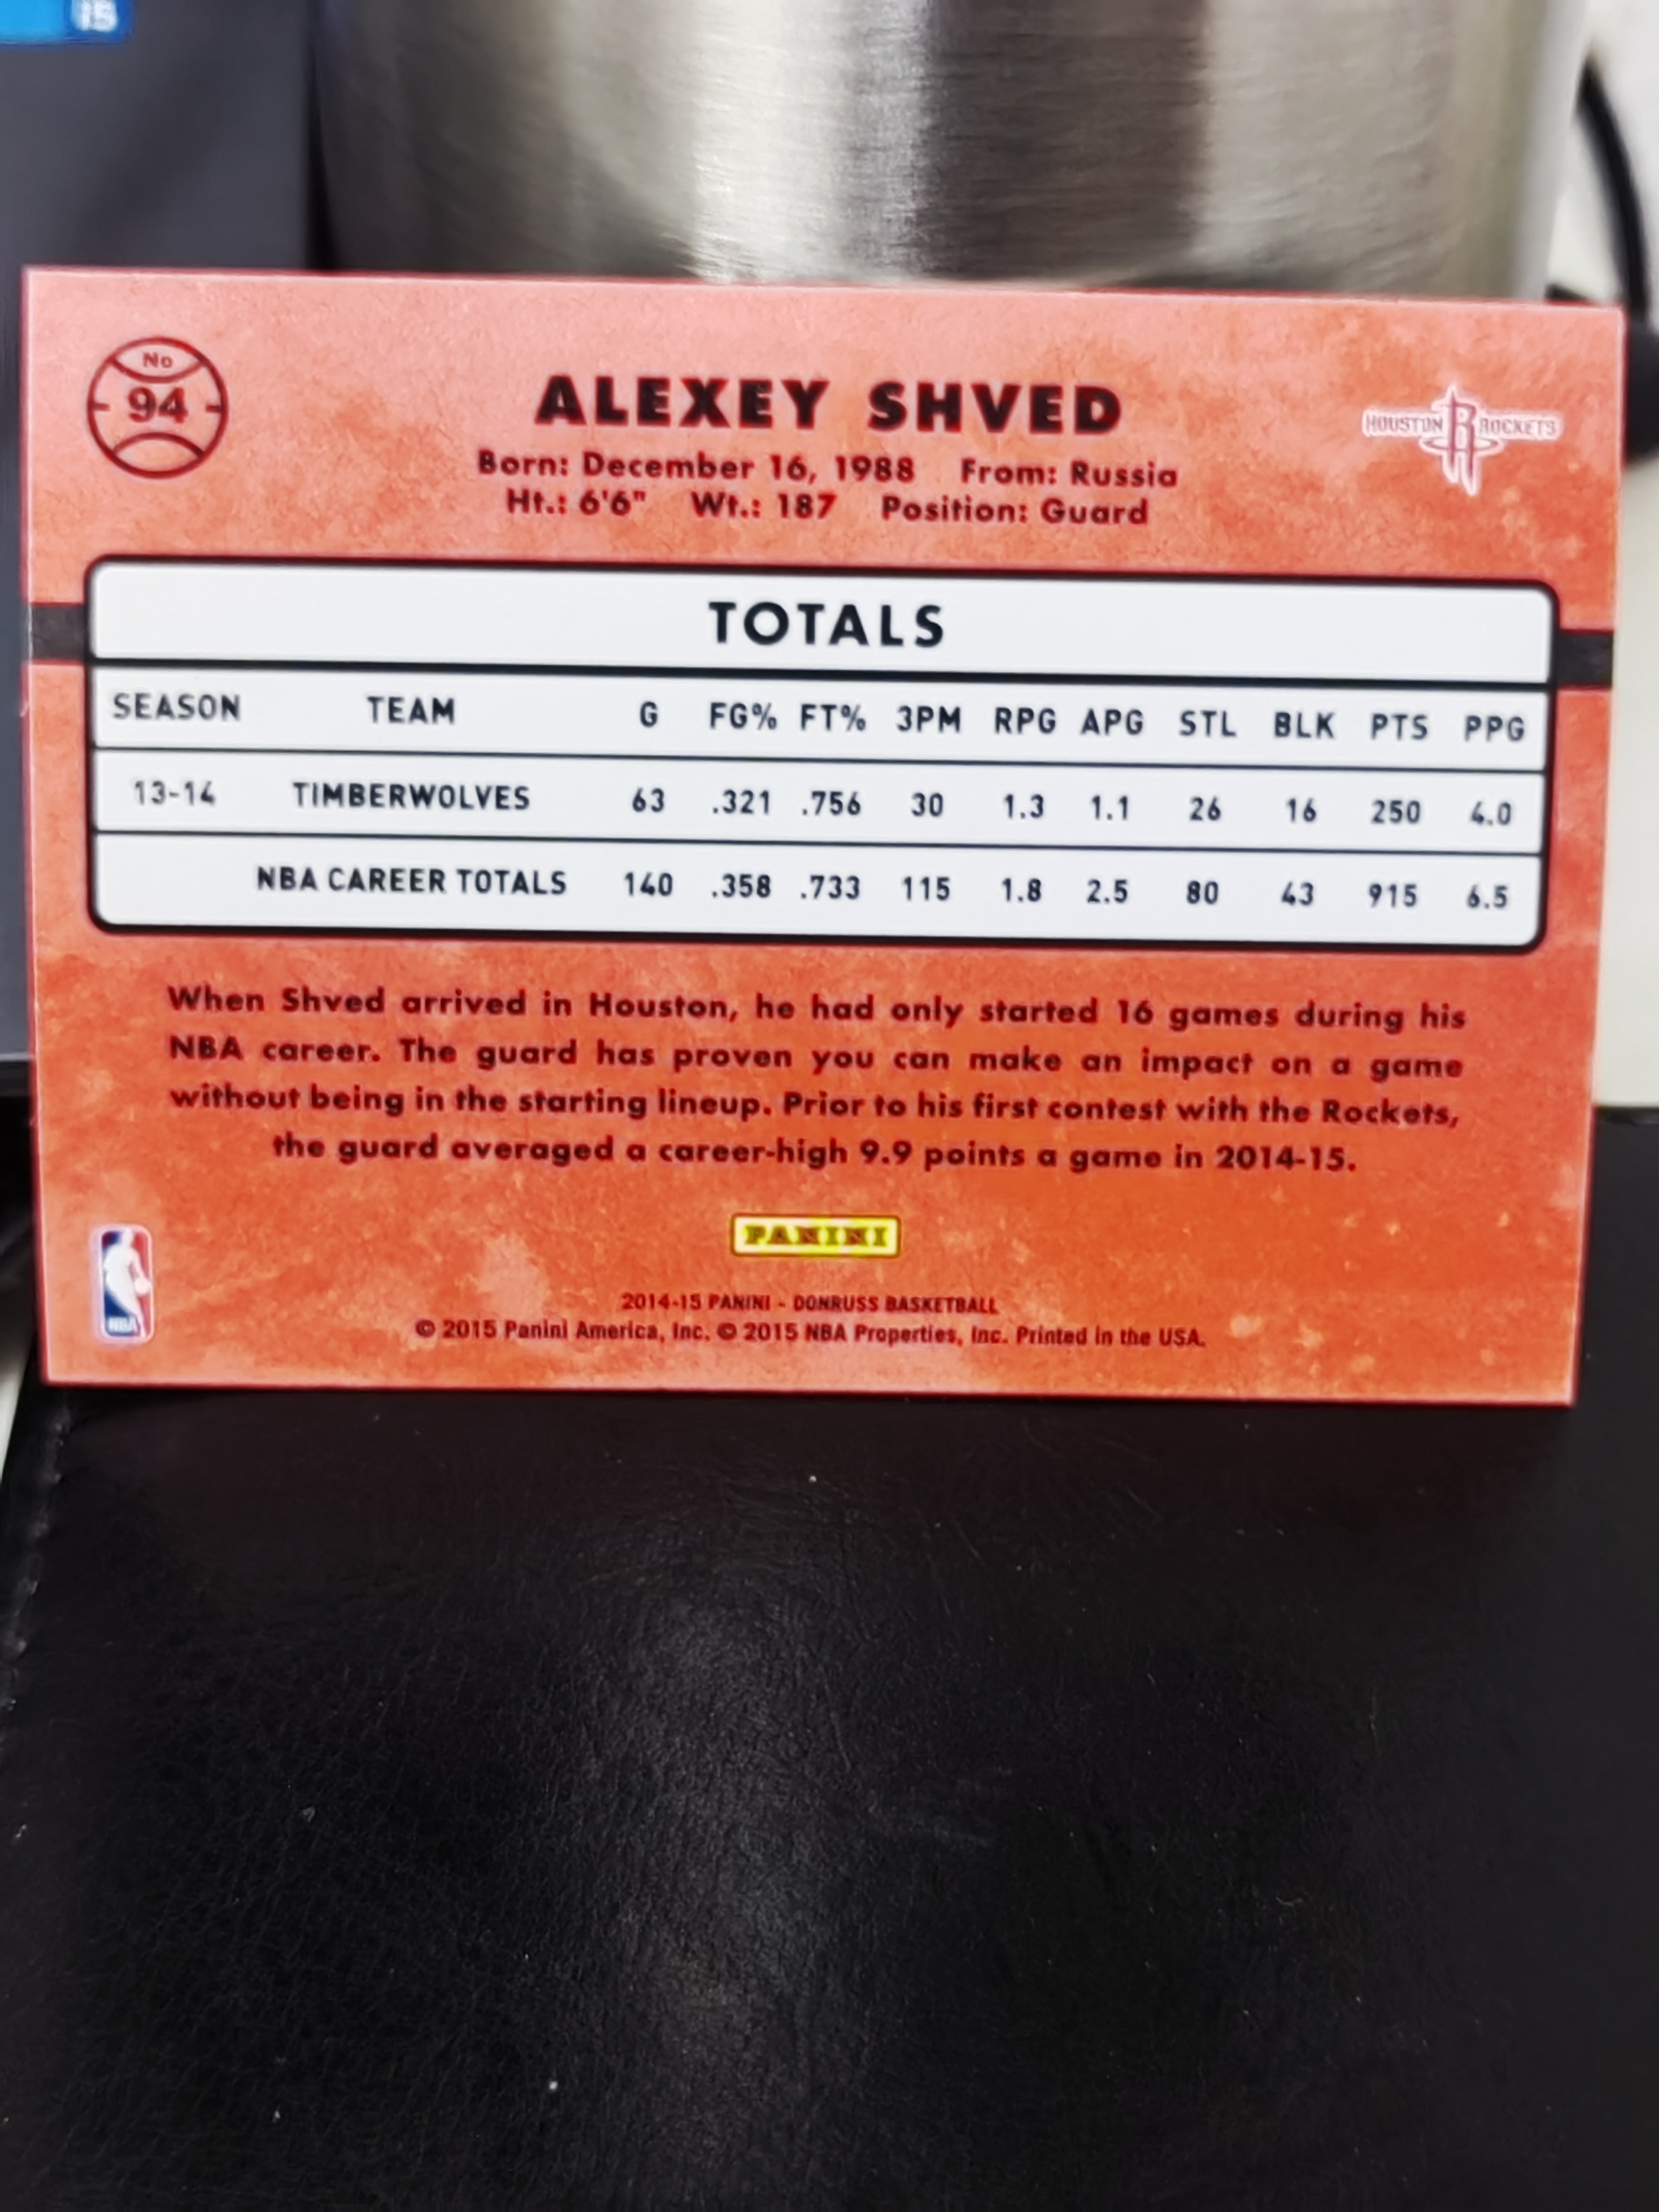 15
No
94
ALEXEY SHVED
HOUSTON R ROCKETS
Born: December 16, 1988 From: Russia
Ht.: 6'6" Wt.: 187 Position: Guard
TOTALS
SEASON TEAM G FG% FT% 3PM RPG APG STL BLK PTS PPG
13-14 TIMBERWOLVES 63 .321 .756 30 1.3 1.1 26 16 250 4.0
NBA CAREER TOTALS 140 .358 .733 115 1.8 2.5 80 43 915 6.5
When Shved arrived in Houston, he had only started 16 games during his
NBA career. The guard has proven you can make an impact on a game
without being in the starting lineup. Prior to his first contest with the Rockets,
the guard averaged a career-high 9.9 points a game in 2014-15.
PANINI
NBA
2014-15 PANINI - DONRUSS BASKETBALL
© 2015 Panini America, Inc. © 2015 NBA Properties, Inc. Printed in the USA.